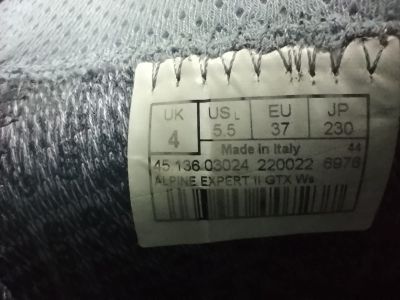 UK US L EU JP
4 5.5 37 230
Made in Italy 44
45 136 03024 220022 6976
ALPINE EXPERT II GTX Ws